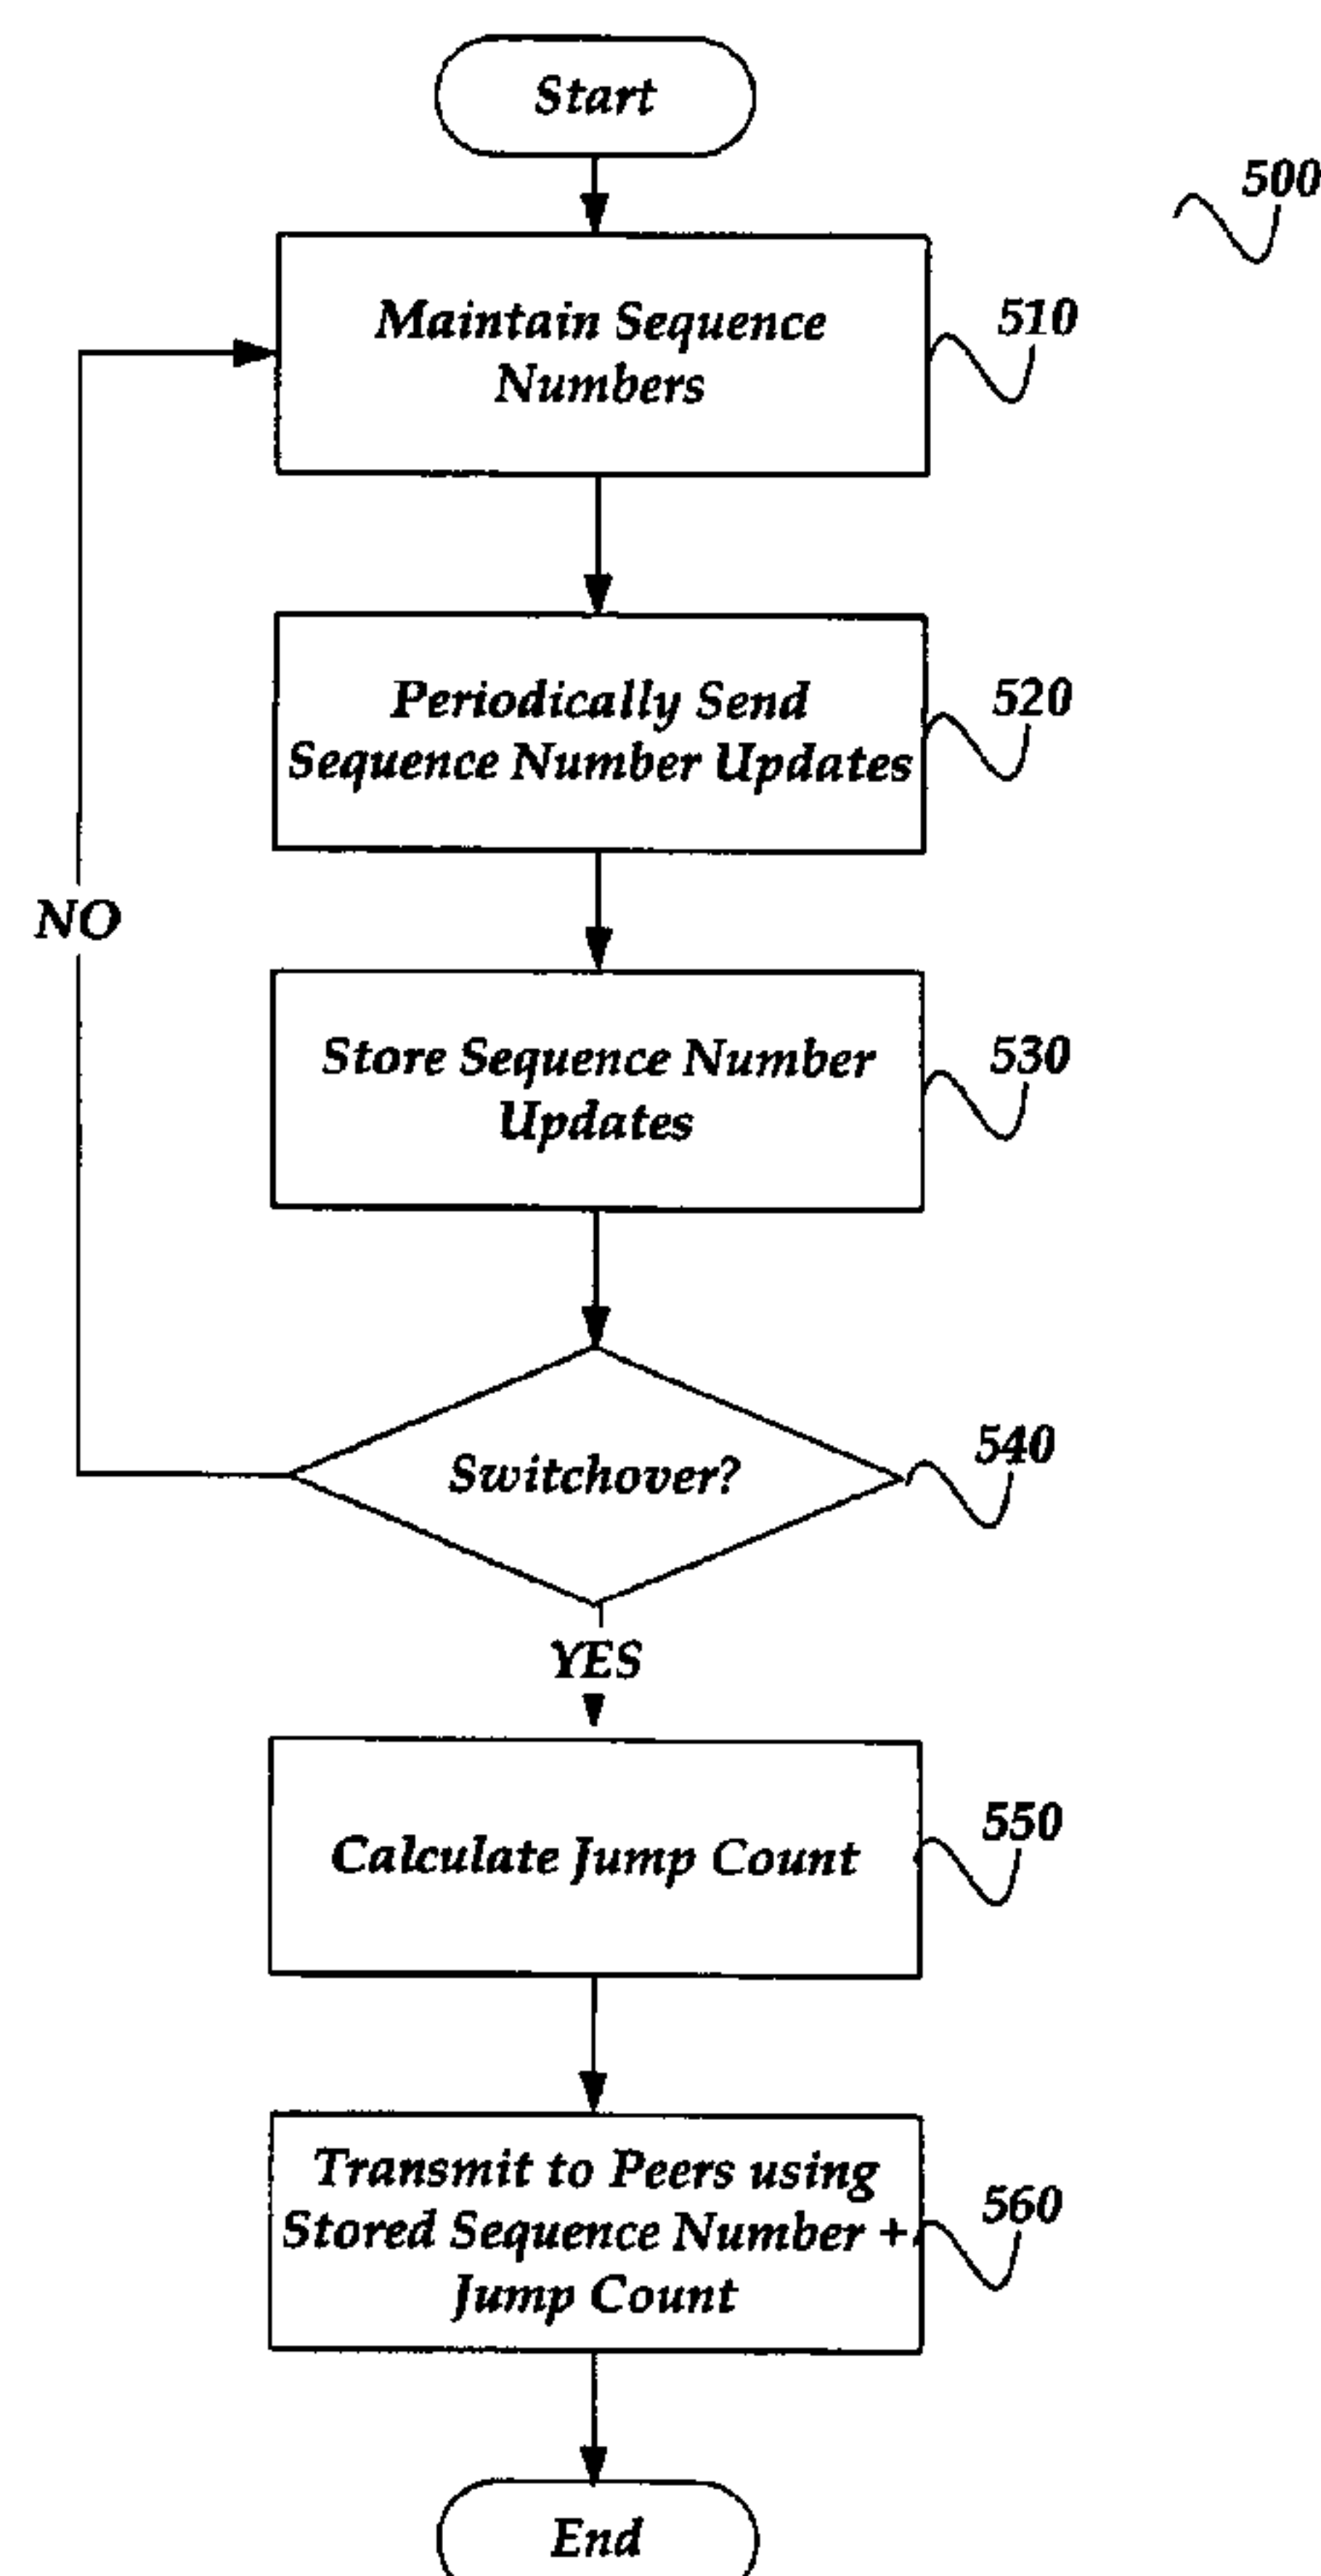 Start
500
Maintain Sequence
Numbers
510
Periodically Send
Sequence Number Updates
520
NO
Store Sequence Number
Updates
530
Switchover?
540
YES
Calculate Jump Count
550
Transmit to Peers using
Stored Sequence Number +
Jump Count
560
End